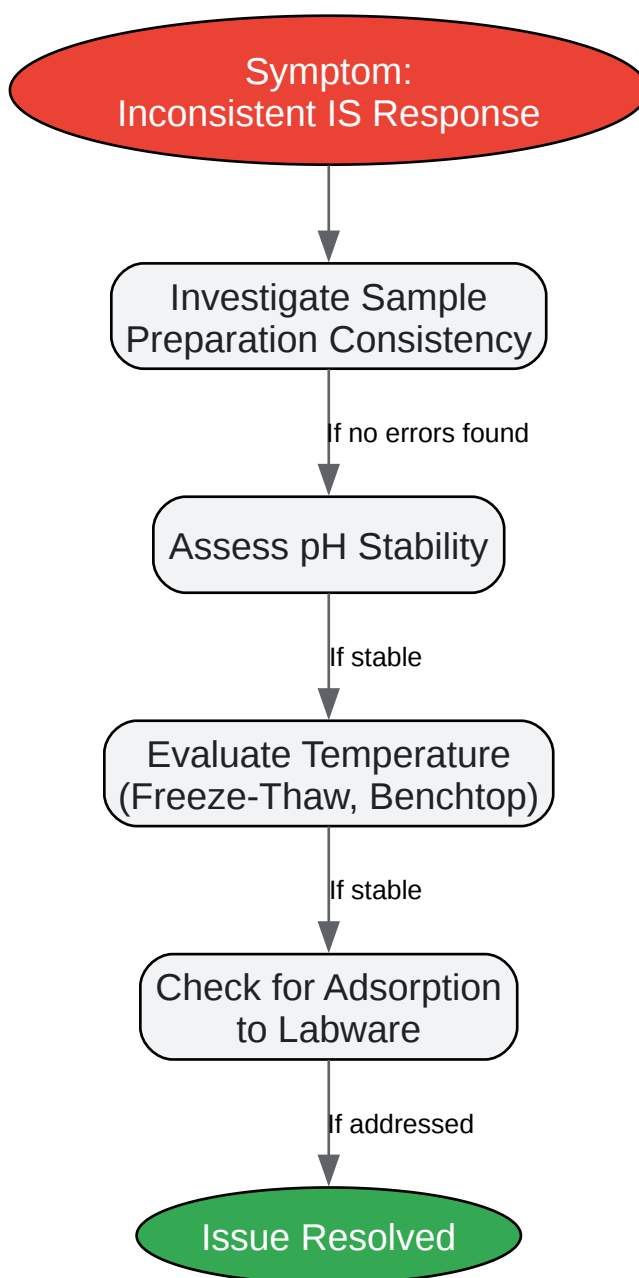 Symptom:
Inconsistent IS Response
Investigate Sample
Preparation Consistency
If no errors found
Assess pH Stability
If stable
Evaluate Temperature
(Freeze-Thaw, Benchtop)
If stable
Check for Adsorption
to Labware
If addressed
Issue Resolved